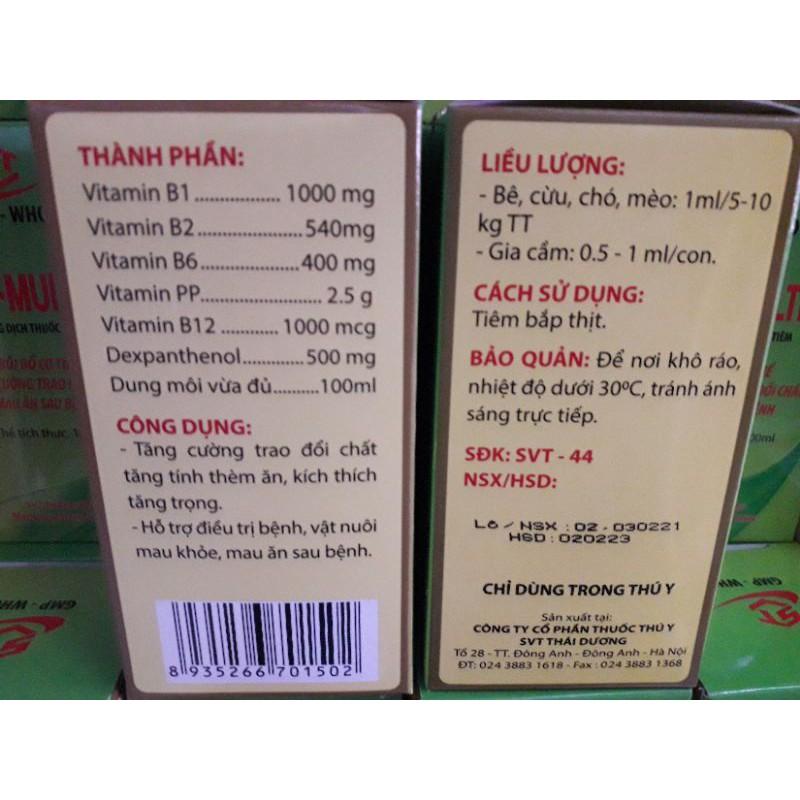 THÀNH PHẦN:
Vitamin B1................. 1000 mg
Vitamin B2.....................540mg
Vitamin B6....................400 mg
Vitamin PP........................ 2.5 g
Vitamin B12 ............1000 mcg
Dexpanthenol............500 mg
Dung môi vừa đủ..........100ml
CÔNG DỤNG:
- Tăng cường trao đổi chất
tăng tính thèm ăn, kích thích
tăng trọng.
- Hỗ trợ điều trị bệnh, vật nuôi
mau khỏe, mau ăn sau bệnh.
8 935266 701502
LIỀU LƯỢNG:
- Bê, cừu, chó, mèo: 1ml/5-10
kg TT
- Gia cầm: 0.5 - 1 ml/con.
CÁCH SỬ DỤNG:
Tiêm bắp thịt.
BẢO QUẢN: Để nơi khô ráo,
nhiệt độ dưới 30ºC, tránh ánh
sáng trực tiếp.
SĐK: SVT - 44
NSX/HSD:
Lô / NSX : 02 - 030221
HSD : 020223
CHỈ DÙNG TRONG THÚ Y
Sản xuất tại:
CÔNG TY CỔ PHẦN THUỐC THÚ Y
SVT THÁI DƯƠNG
Tổ 28 - TT. Đông Anh - Đông Anh - Hà Nội
ĐT: 024 3883 1618 - Fax : 024 3883 1368
GMP - WH
GMP - WH